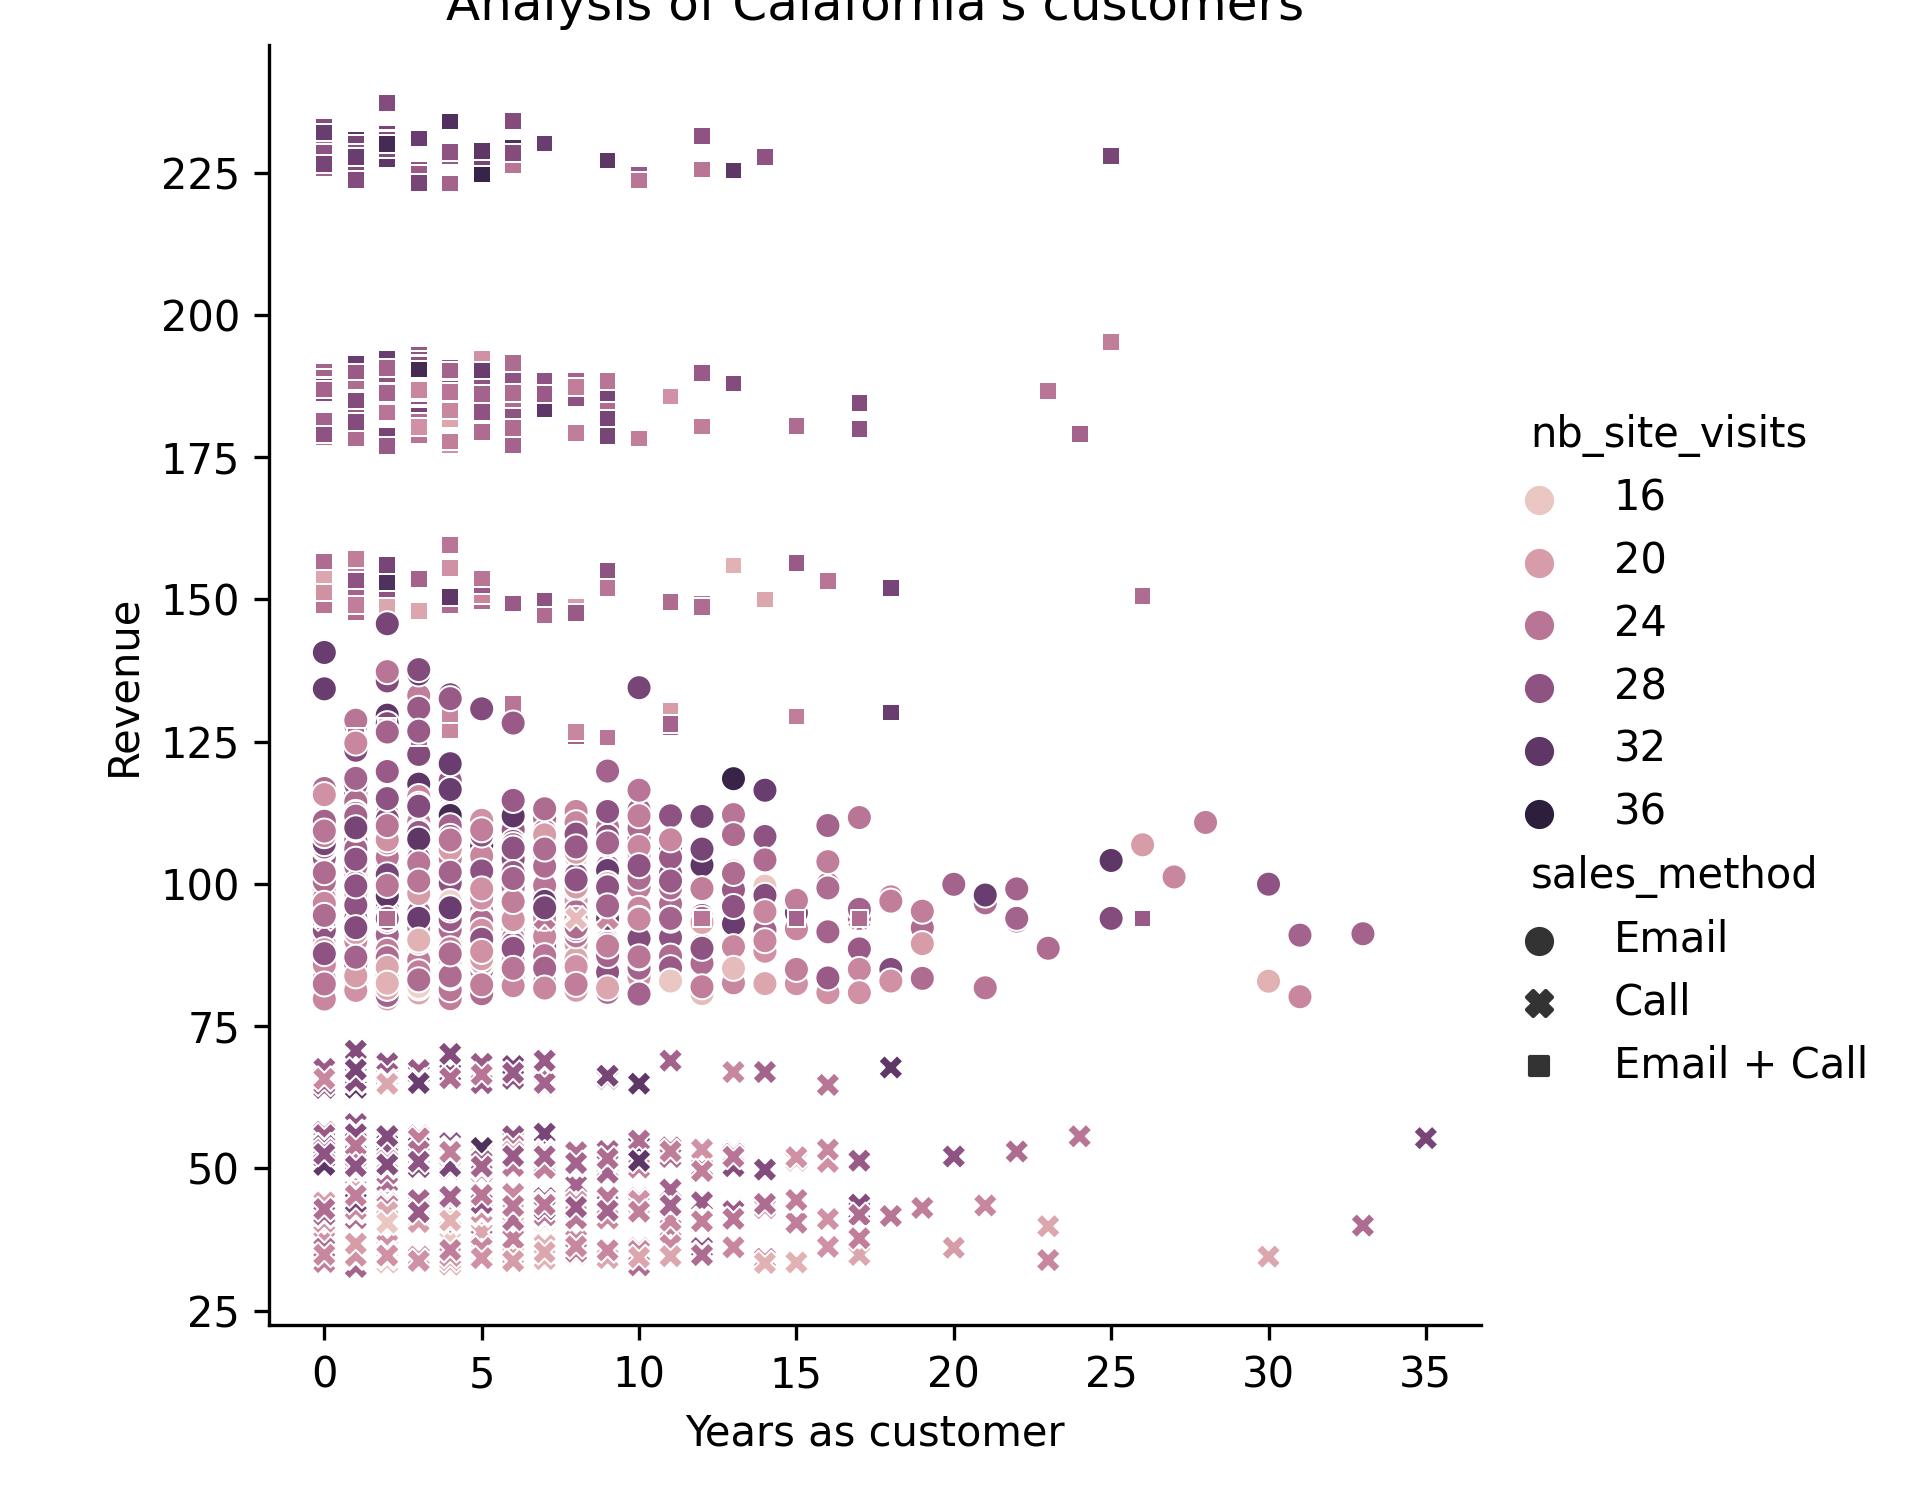 Analysis of Calafornia's customers
225
200
175
150
125
100
75
50
25
Revenue
0 5 10 15 20 25 30 35
Years as customer
nb_site_visits
16
20
24
28
32
36
sales_method
Email
Call
Email + Call